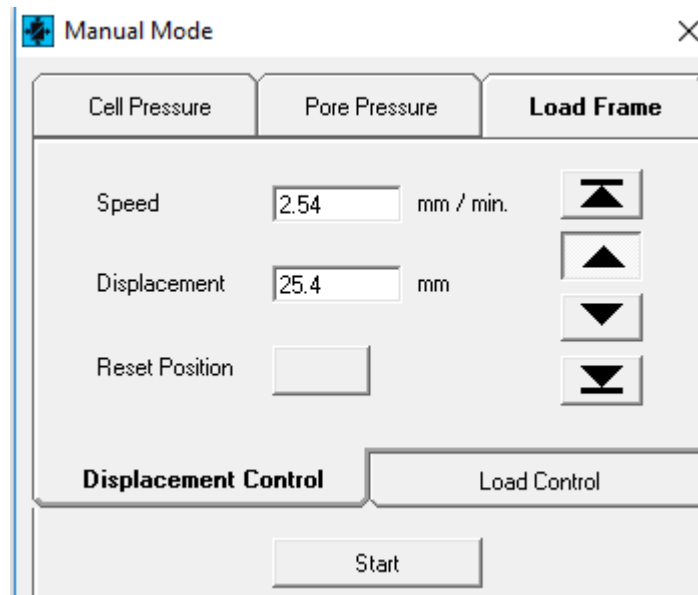 Manual Mode
Cell Pressure Pore Pressure Load Frame
Speed 2.54 mm / min.
Displacement 25.4 mm
Reset Position
Displacement Control Load Control
Start